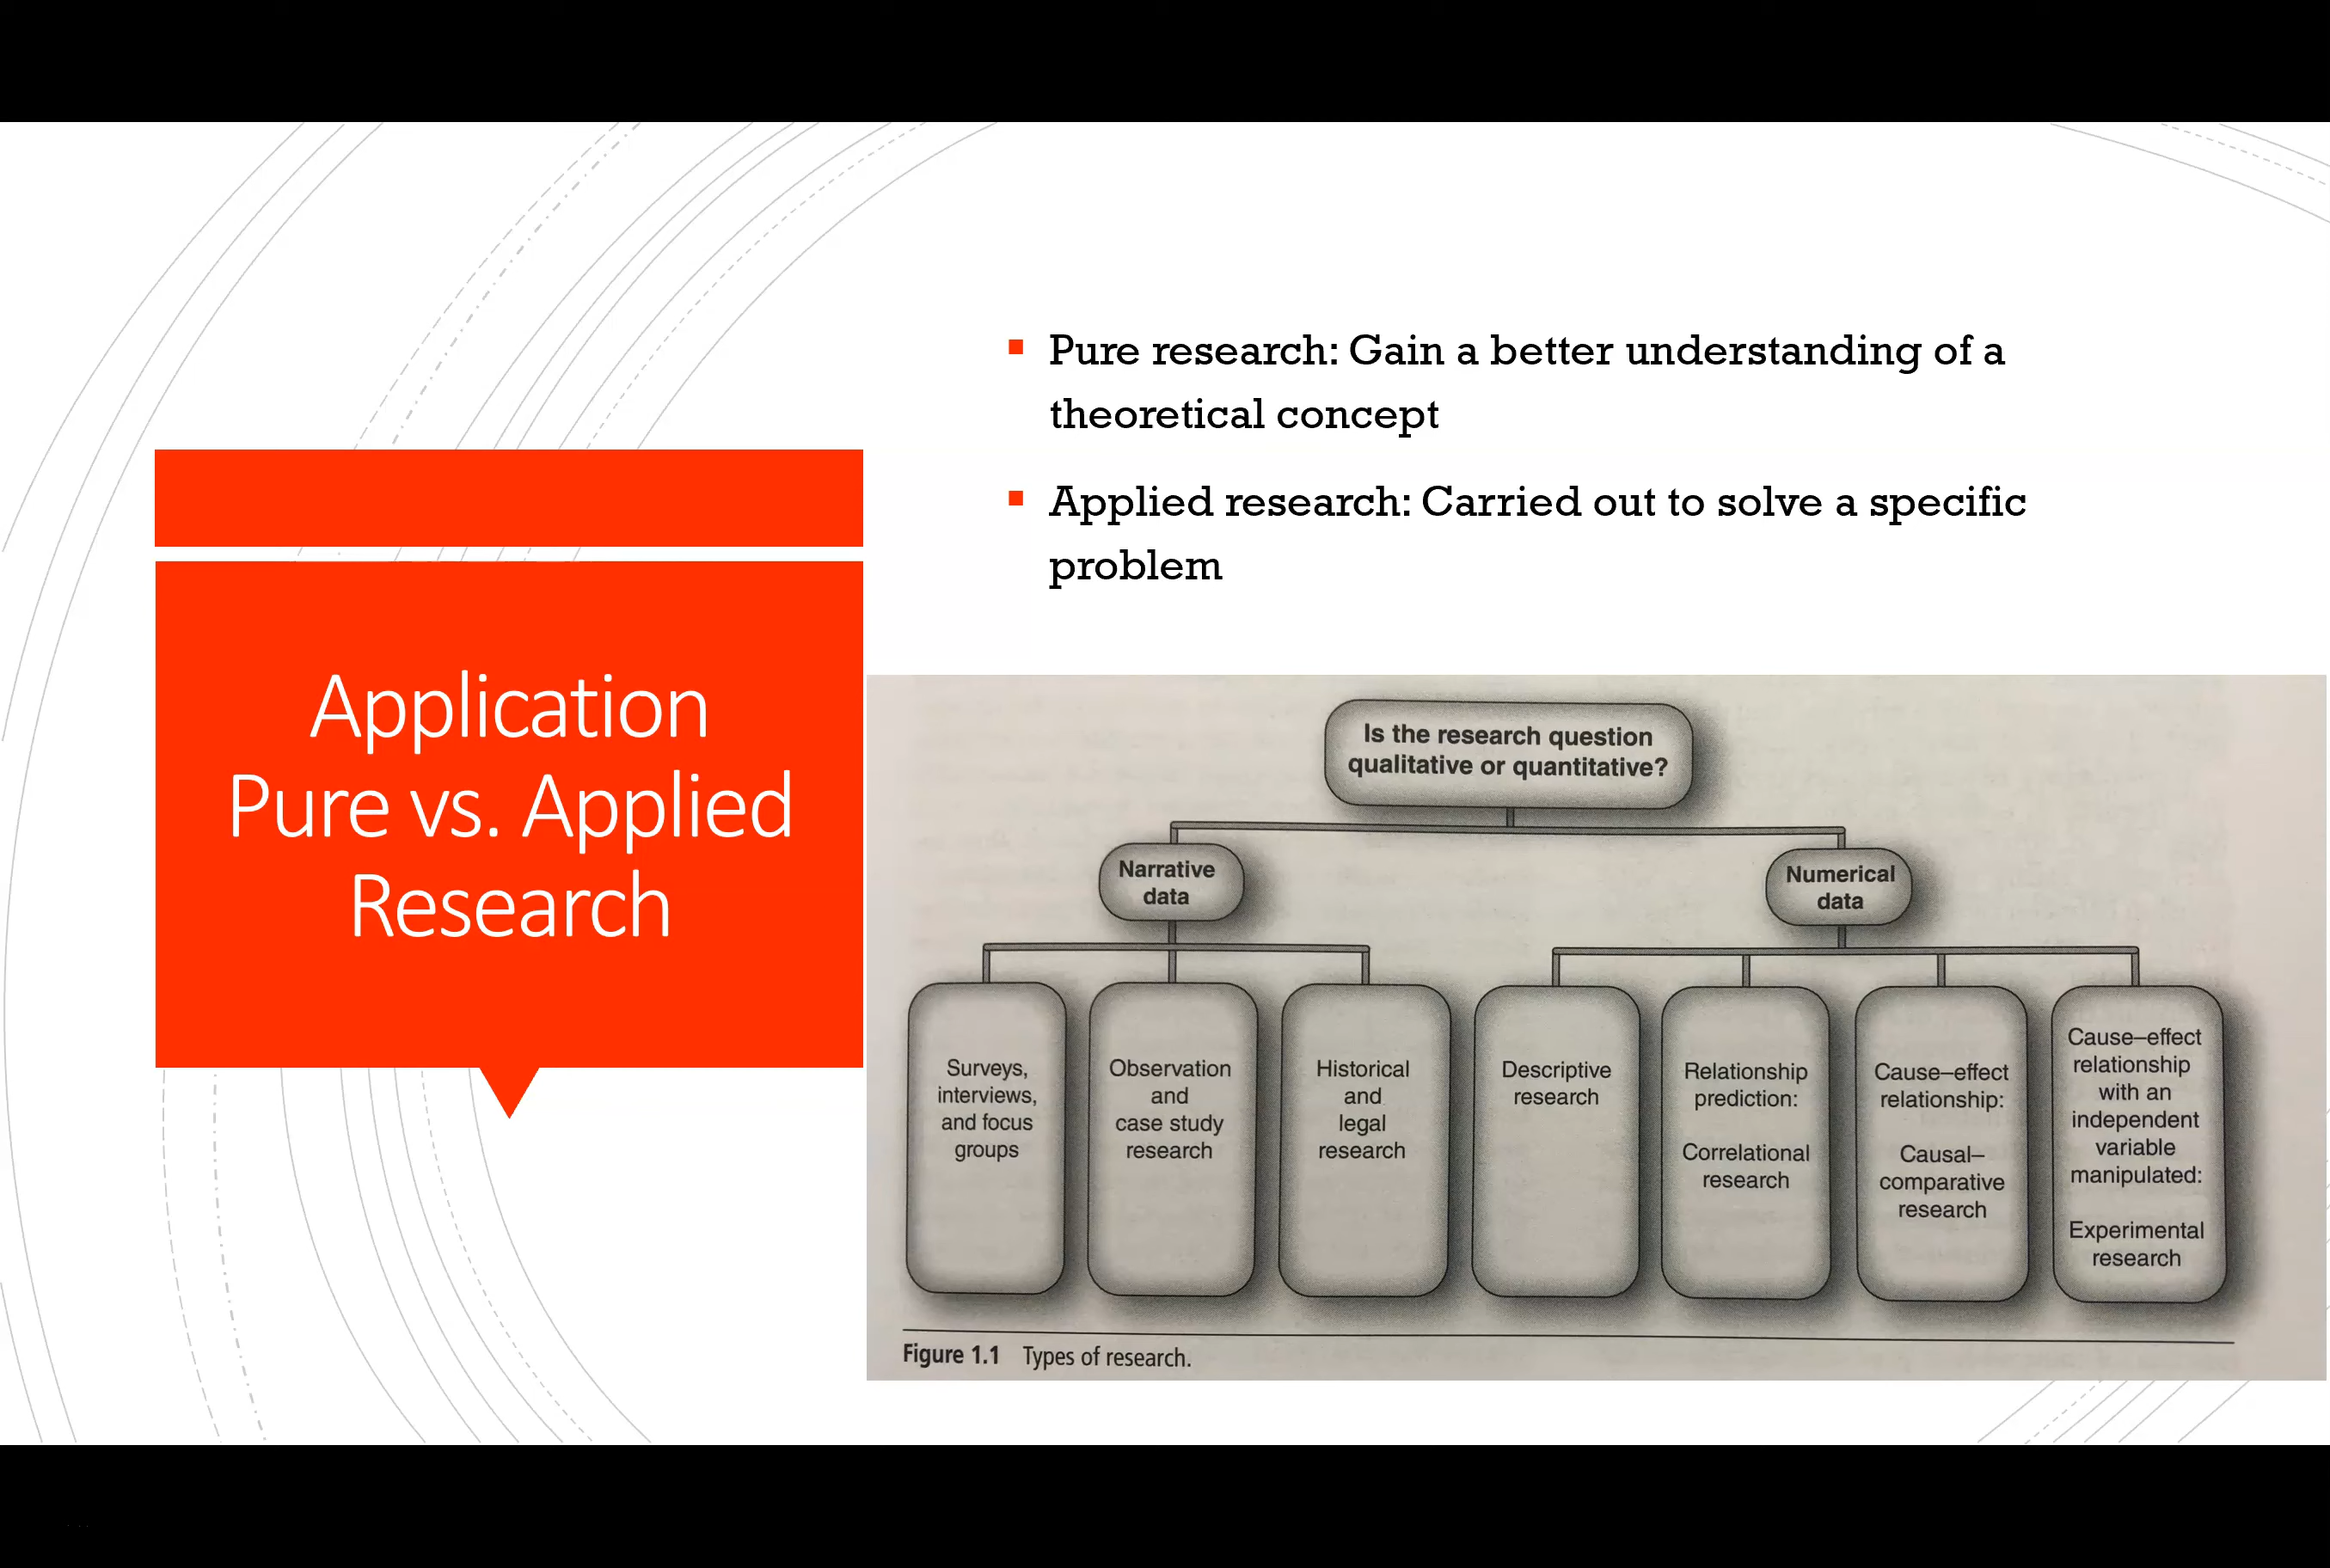 Application
Pure vs. Applied
Research
Pure research: Gain a better understanding of a
theoretical concept
Applied research: Carried out to solve a specific
problem
Is the research question
qualitative or quantitative?
Narrative
data
Numerical
data
Surveys,
interviews,
and focus
groups
Observation
and
case study
research
Historical
and
legal
research
Descriptive
research
Relationship
prediction:
Correlational
research
Cause–effect
relationship:
Causal–
comparative
research
Cause–effect
relationship
with an
independent
variable
manipulated:
Experimental
research
Figure 1.1 Types of research.